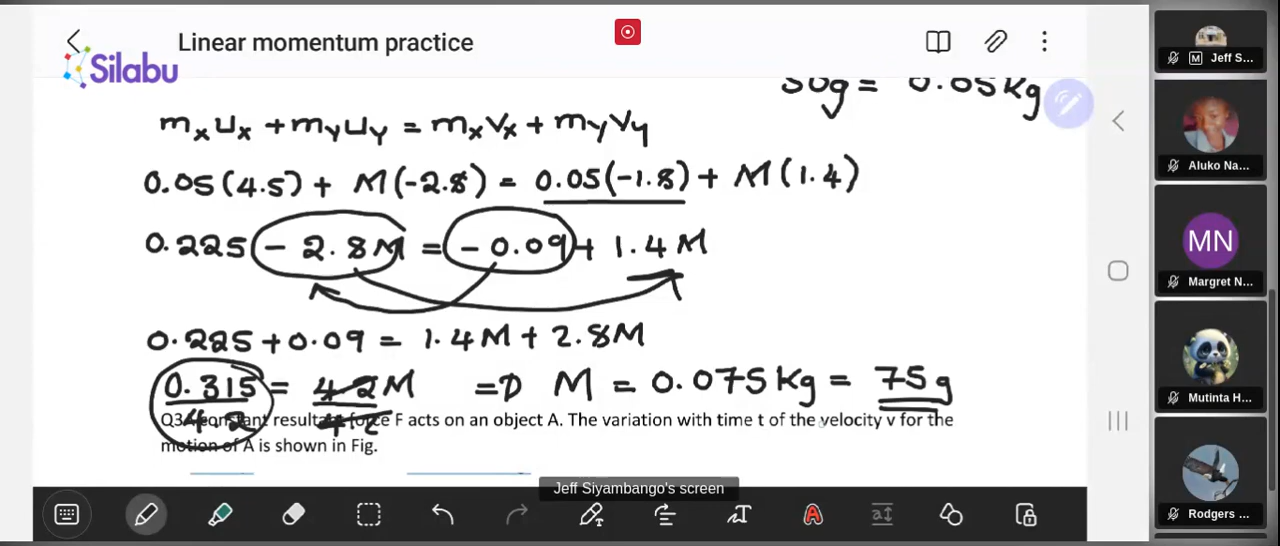 Linear momentum practice
Silabu
50g = 0.05kg
mxUx + myUy = mxVx + myVy
0.05(4.5) + M(-2.8) = 0.05(-1.8) + M(1.4)
0.225 - 2.8M = -0.09 + 1.4M
0.225 + 0.09 = 1.4M + 2.8M
0.315 = 4.2M => M = 0.075Kg = 75g
4.2 4.2
Q3 A constant resultant force F acts on an object A. The variation with time t of the velocity v for the
motion of A is shown in Fig.
Jeff Siyambango's screen
M Jeff S...
Aluko Na...
MN
Margret N...
Mutinta H...
Rodgers ...